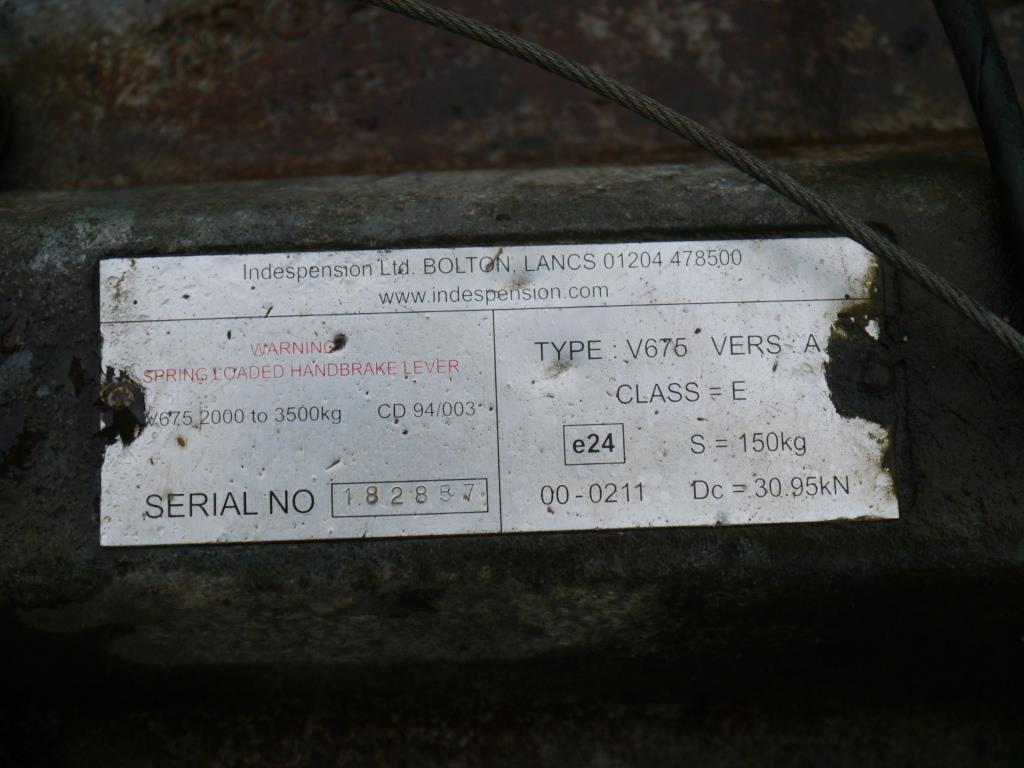 Indespension Ltd. BOLTON, LANCS 01204 478500
www.indespension.com
WARNING
SPRING LOADED HANDBRAKE LEVER
V675 2000 to 3500kg CD 94/003
SERIAL NO 182857
TYPE : V675 VERS : A
CLASS = E
e24 S = 150kg
00-0211 Dc = 30.95kN